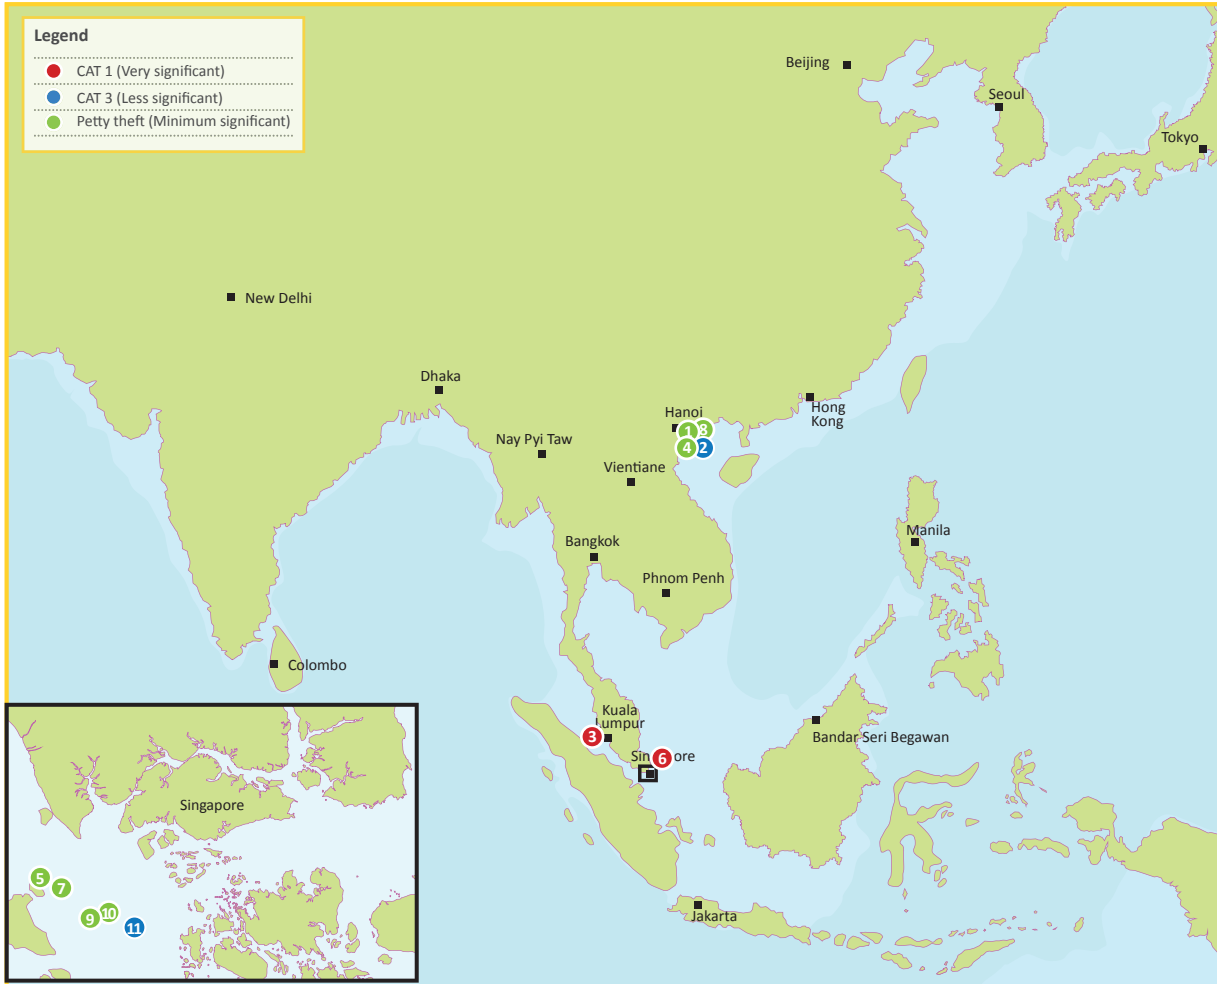 Legend
CAT 1 (Very significant)
CAT 3 (Less significant)
Petty theft (Minimum significant)
Beijing
Seoul
Tokyo
New Delhi
Dhaka
Hanoi
Hong
Kong
1
8
4
2
Nay Pyi Taw
Vientiane
Manila
Bangkok
Phnom Penh
Colombo
Kuala
Lumpur
3
Bandar Seri Begawan
Sin ore
6
Singapore
5
7
9
10
11
Jakarta